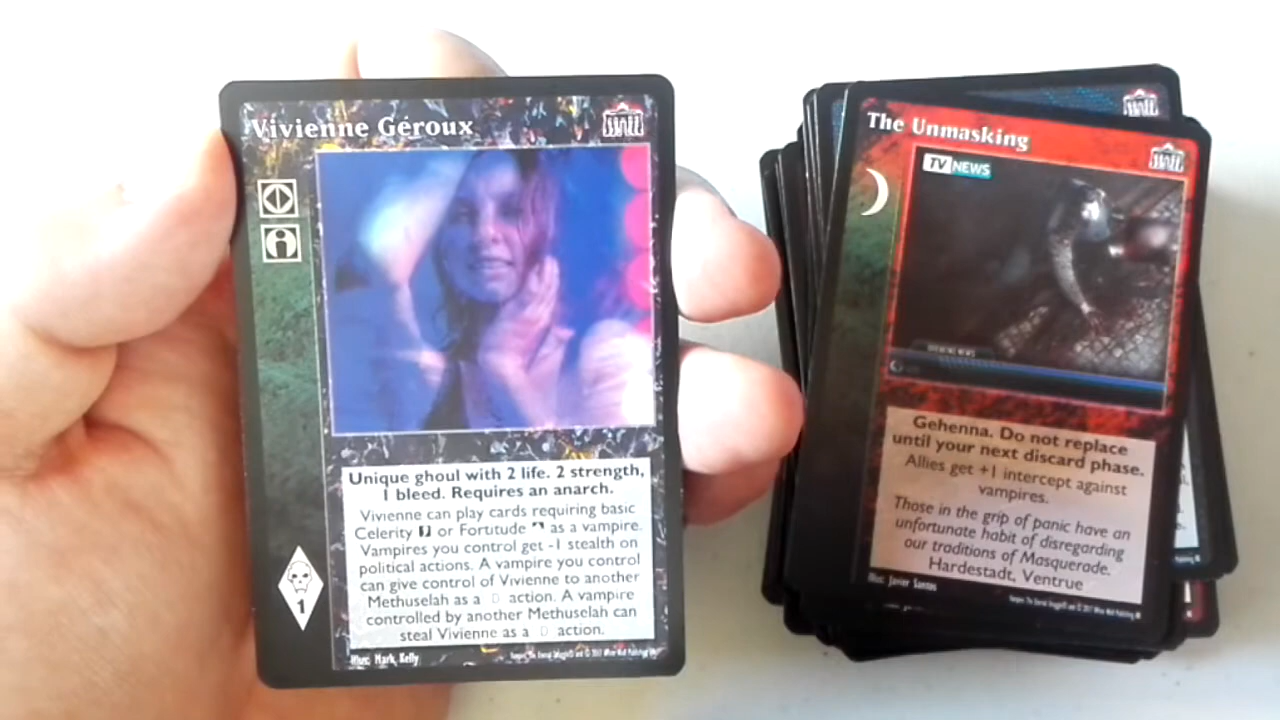 Vivienne Géroux
1
Unique ghoul with 2 life. 2 strength,
1 bleed. Requires an anarch.
Vivienne can play cards requiring basic
Celerity or Fortitude as a vampire.
Vampires you control get -1 stealth on
political actions. A vampire you control
can give control of Vivienne to another
Methuselah as a D action. A vampire
controlled by another Methuselah can
steal Vivienne as a D action.
Illus: Mark Kelly
The Unmasking
TV NEWS
Gehenna. Do not replace
until your next discard phase.
Allies get +1 intercept against
vampires.
Those in the grip of panic have an
unfortunate habit of disregarding
our traditions of Masquerade.
Hardestadt, Ventrue
Illus: Javier Santos